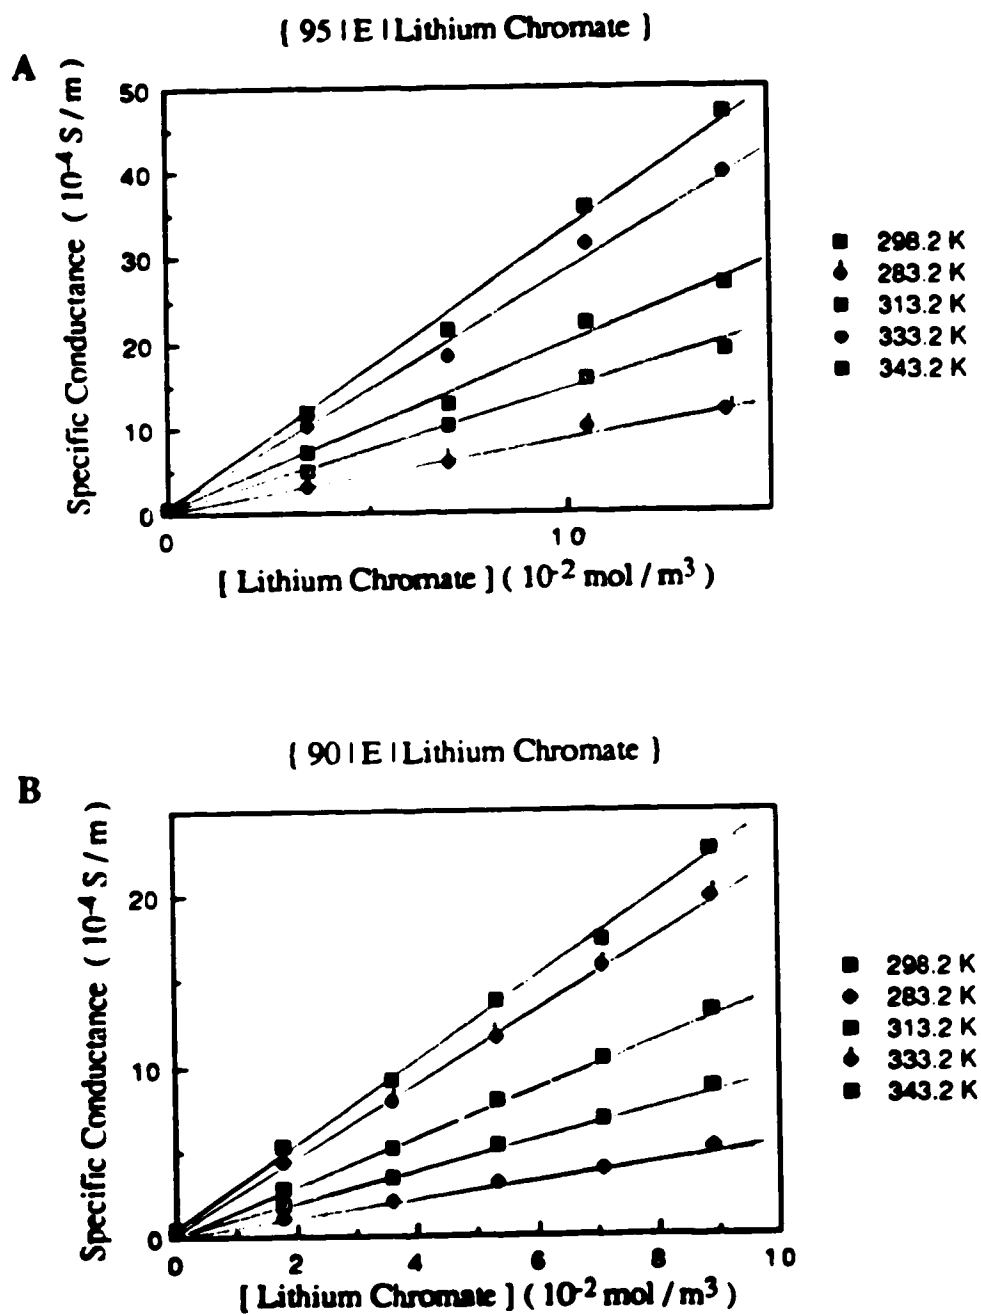 { 95 | E | Lithium Chromate }
A
Specific Conductance ( 10-4 S / m )
50
40
30
20
10
0
0
10
[ Lithium Chromate ] ( 10-2 mol / m3 )
298.2 K
283.2 K
313.2 K
333.2 K
343.2 K
{ 90 | E | Lithium Chromate }
B
Specific Conductance ( 10-4 S / m )
20
10
0
0 2 4 6 8 10
[ Lithium Chromate ] ( 10-2 mol / m3 )
298.2 K
283.2 K
313.2 K
333.2 K
343.2 K